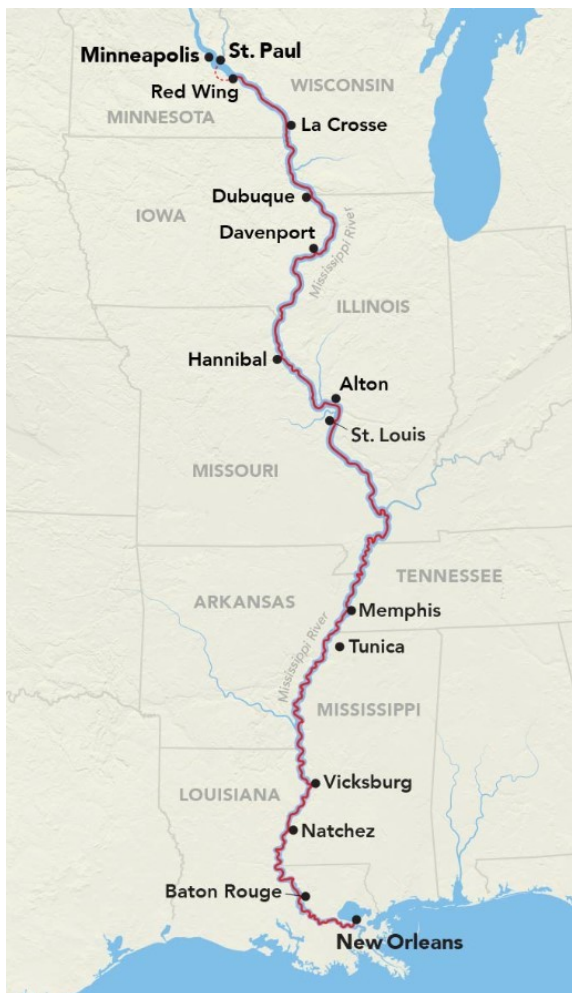 Minneapolis
St. Paul
Red Wing
WISCONSIN
MINNESOTA
La Crosse
Dubuque
IOWA
Davenport
Mississippi River
ILLINOIS
Hannibal
Alton
St. Louis
MISSOURI
TENNESSEE
ARKANSAS
Memphis
Mississippi River
Tunica
MISSISSIPPI
Vicksburg
LOUISIANA
Natchez
Baton Rouge
New Orleans